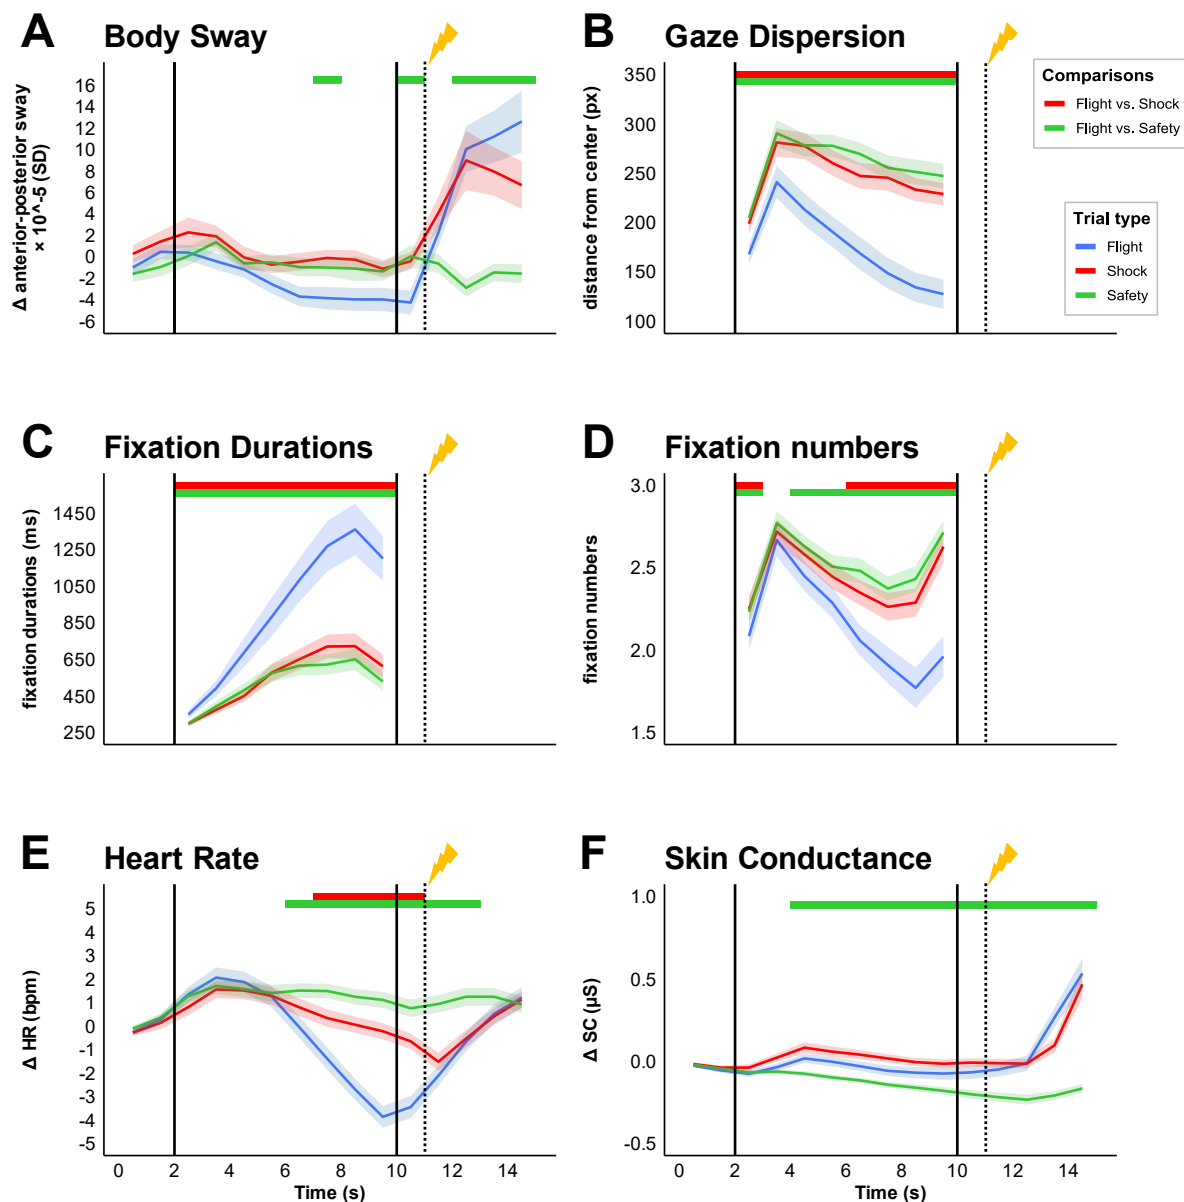 A Body Sway
Δ anterior-posterior sway
× 10^-5 (SD)
16
14
12
10
8
6
4
2
0
-2
-4
-6
B Gaze Dispersion
distance from center (px)
350
300
250
200
150
100
Comparisons
Flight vs. Shock
Flight vs. Safety
Trial type
Flight
Shock
Safety
C Fixation Durations
fixation durations (ms)
1450
1250
1050
850
650
450
250
D Fixation numbers
fixation numbers
3.0
2.5
2.0
1.5
E Heart Rate
Δ HR (bpm)
5
4
3
2
1
0
-1
-2
-3
-4
-5
0 2 4 6 8 10 12 14
Time (s)
F Skin Conductance
Δ SC (µS)
1.0
0.5
0.0
-0.5
0 2 4 6 8 10 12 14
Time (s)